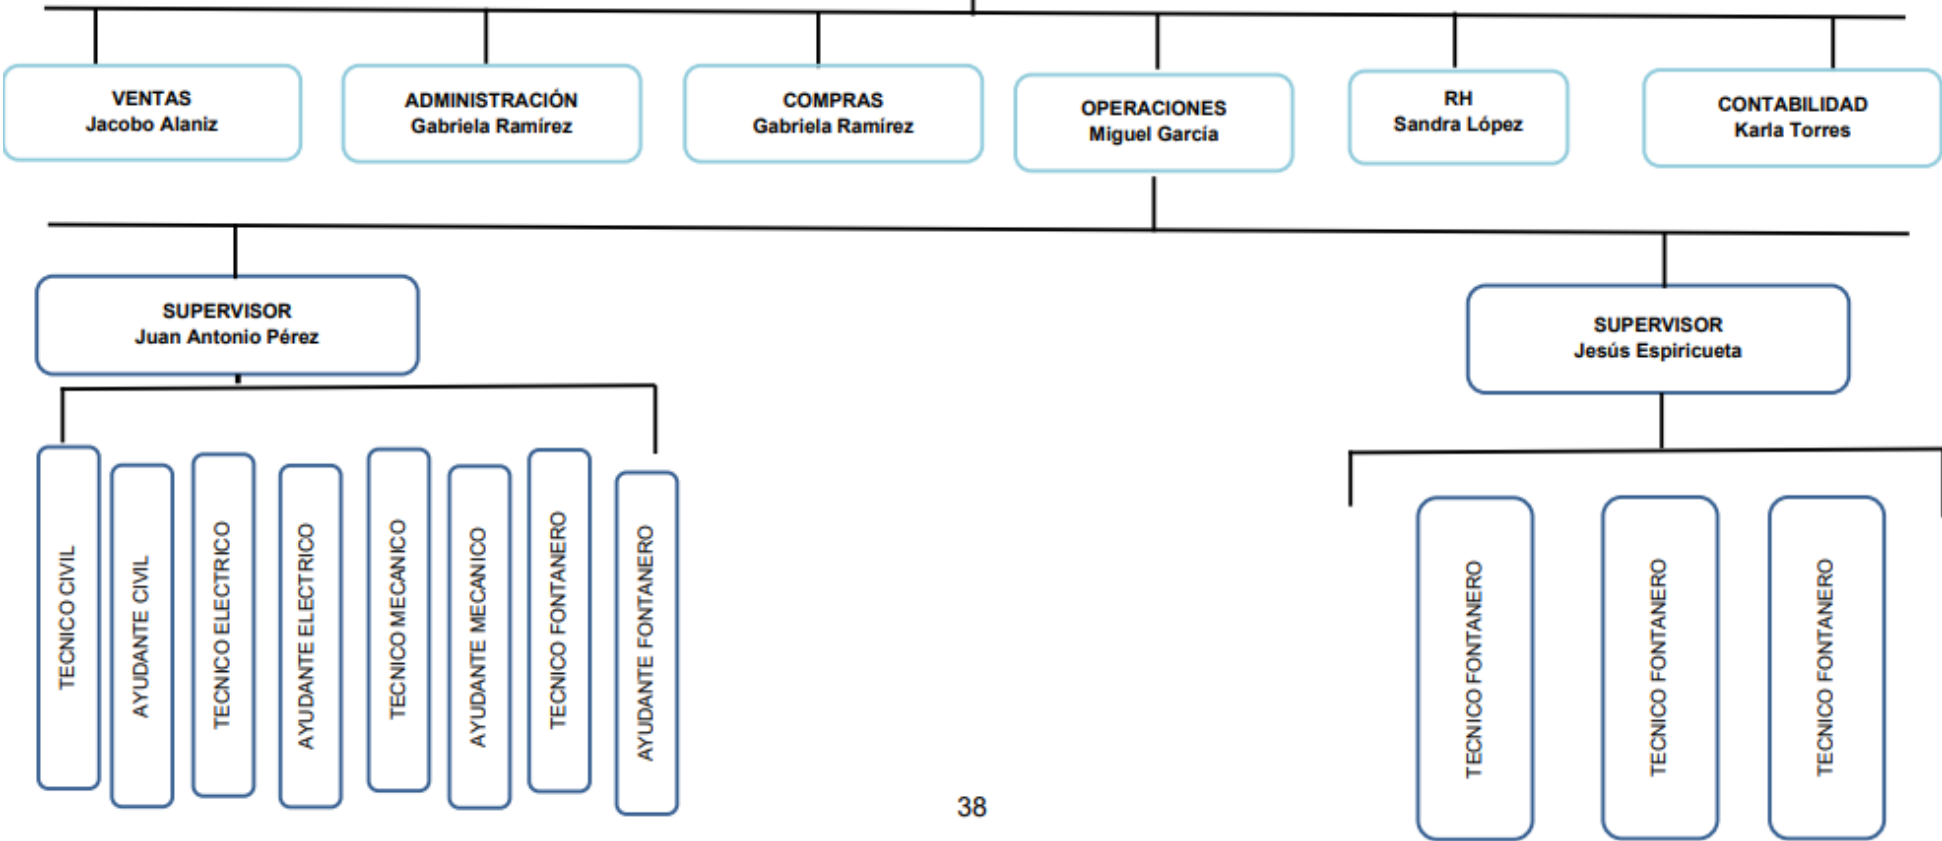 VENTAS
Jacobo Alaniz
ADMINISTRACIÓN
Gabriela Ramírez
COMPRAS
Gabriela Ramírez
OPERACIONES
Miguel García
RH
Sandra López
CONTABILIDAD
Karla Torres
SUPERVISOR
Juan Antonio Pérez
SUPERVISOR
Jesús Espiricueta
TECNICO CIVIL
AYUDANTE CIVIL
TECNICO ELECTRICO
AYUDANTE ELECTRICO
TECNICO MECANICO
AYUDANTE MECANICO
TECNICO FONTANERO
AYUDANTE FONTANERO
TECNICO FONTANERO
TECNICO FONTANERO
TECNICO FONTANERO
38